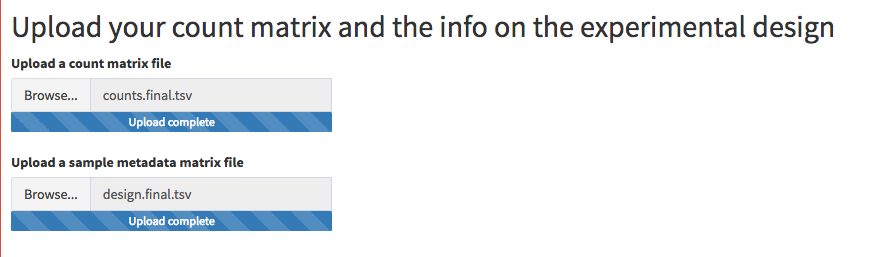 Upload your count matrix and the info on the experimental design
Upload a count matrix file
Browse... counts.final.tsv
Upload complete
Upload a sample metadata matrix file
Browse... design.final.tsv
Upload complete